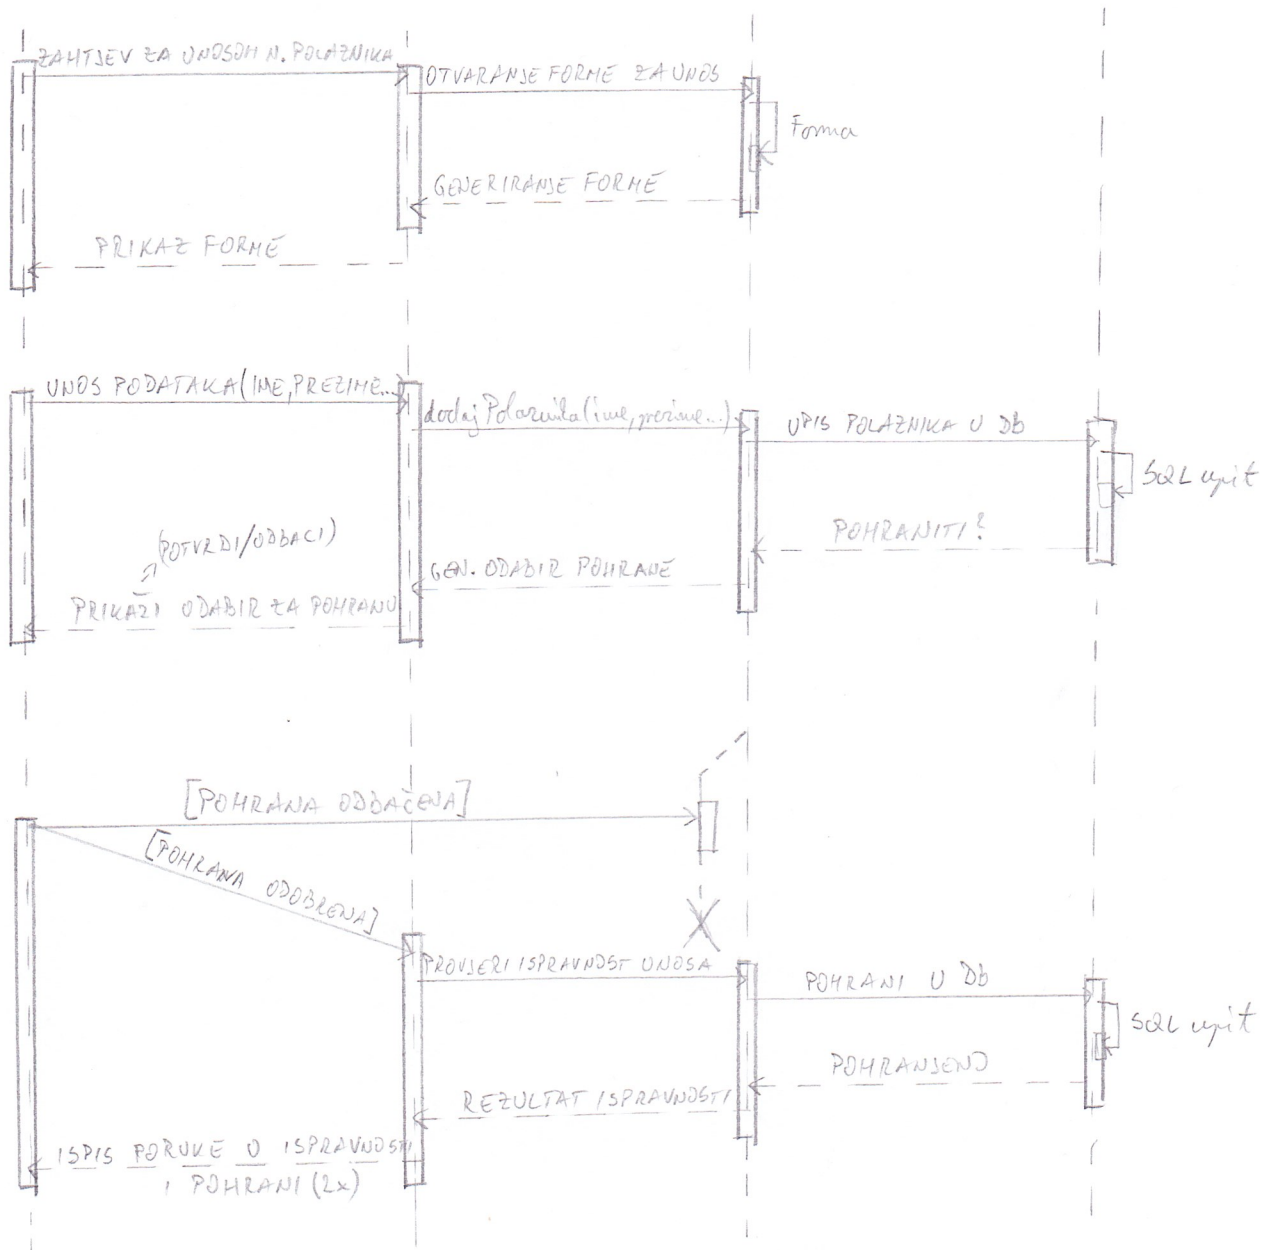 ZAHTJEV ZA UNOSOM N. POLAZNIKA
OTVARANJE FORME ZA UNOS
Forma
GENERIRANJE FORME
PRIKAZ FORME
UNOS PODATAKA(IME,PREZIME...
dodaj Polaznika(ime,prezime...)
UPIS POLAZNIKA U Db
SQL upit
POHRANITI?
(POTVRDI/ODBACI)
GEN. ODABIR POHRANE
PRIKAŽI ODABIR ZA POHRANU
[POHRANA ODBAČENA]
[POHRANA ODOBRENA]
PROVJERI ISPRAVNOST UNOSA
POHRANI U Db
SQL upit
POHRANJENO
REZULTAT ISPRAVNOSTI
ISPIS PORUKE O ISPRAVNOSTI
I POHRANI (2x)